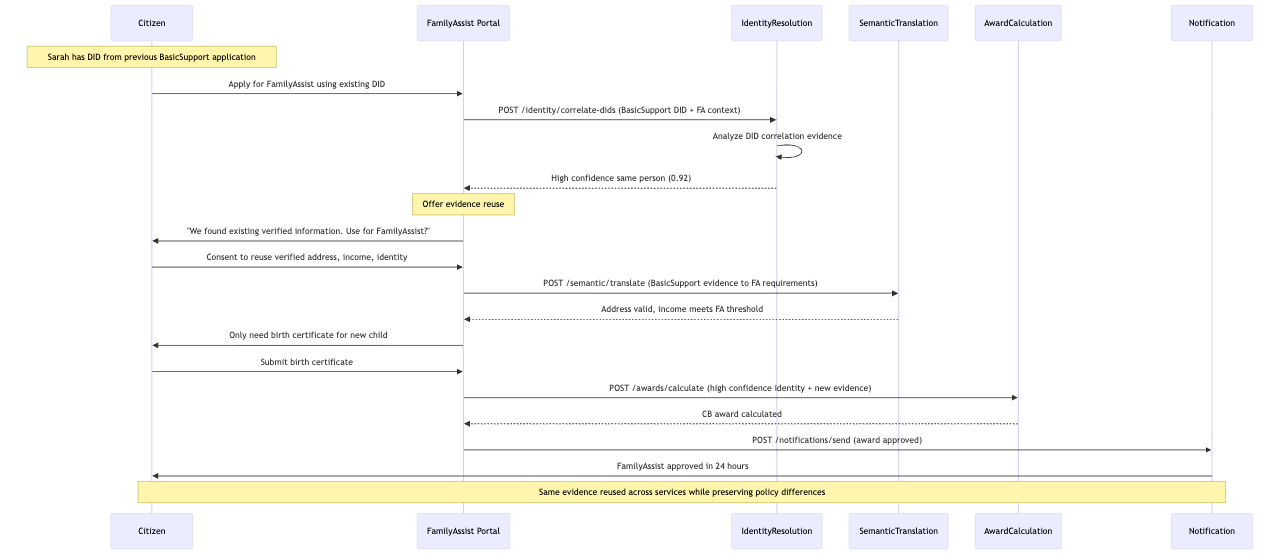 Citizen
FamilyAssist Portal
IdentityResolution
SemanticTranslation
AwardCalculation
Notification
Sarah has DID from previous BasicSupport application
Apply for FamilyAssist using existing DID
POST /identity/correlate-dids (BasicSupport DID + FA context)
Analyze DID correlation evidence
High confidence same person (0.92)
Offer evidence reuse
"We found existing verified information. Use for FamilyAssist?"
Consent to reuse verified address, income, identity
POST /semantic/translate (BasicSupport evidence to FA requirements)
Address valid, income meets FA threshold
Only need birth certificate for new child
Submit birth certificate
POST /awards/calculate (high confidence identity + new evidence)
CB award calculated
POST /notifications/send (award approved)
FamilyAssist approved in 24 hours
Same evidence reused across services while preserving policy differences
Citizen
FamilyAssist Portal
IdentityResolution
SemanticTranslation
AwardCalculation
Notification